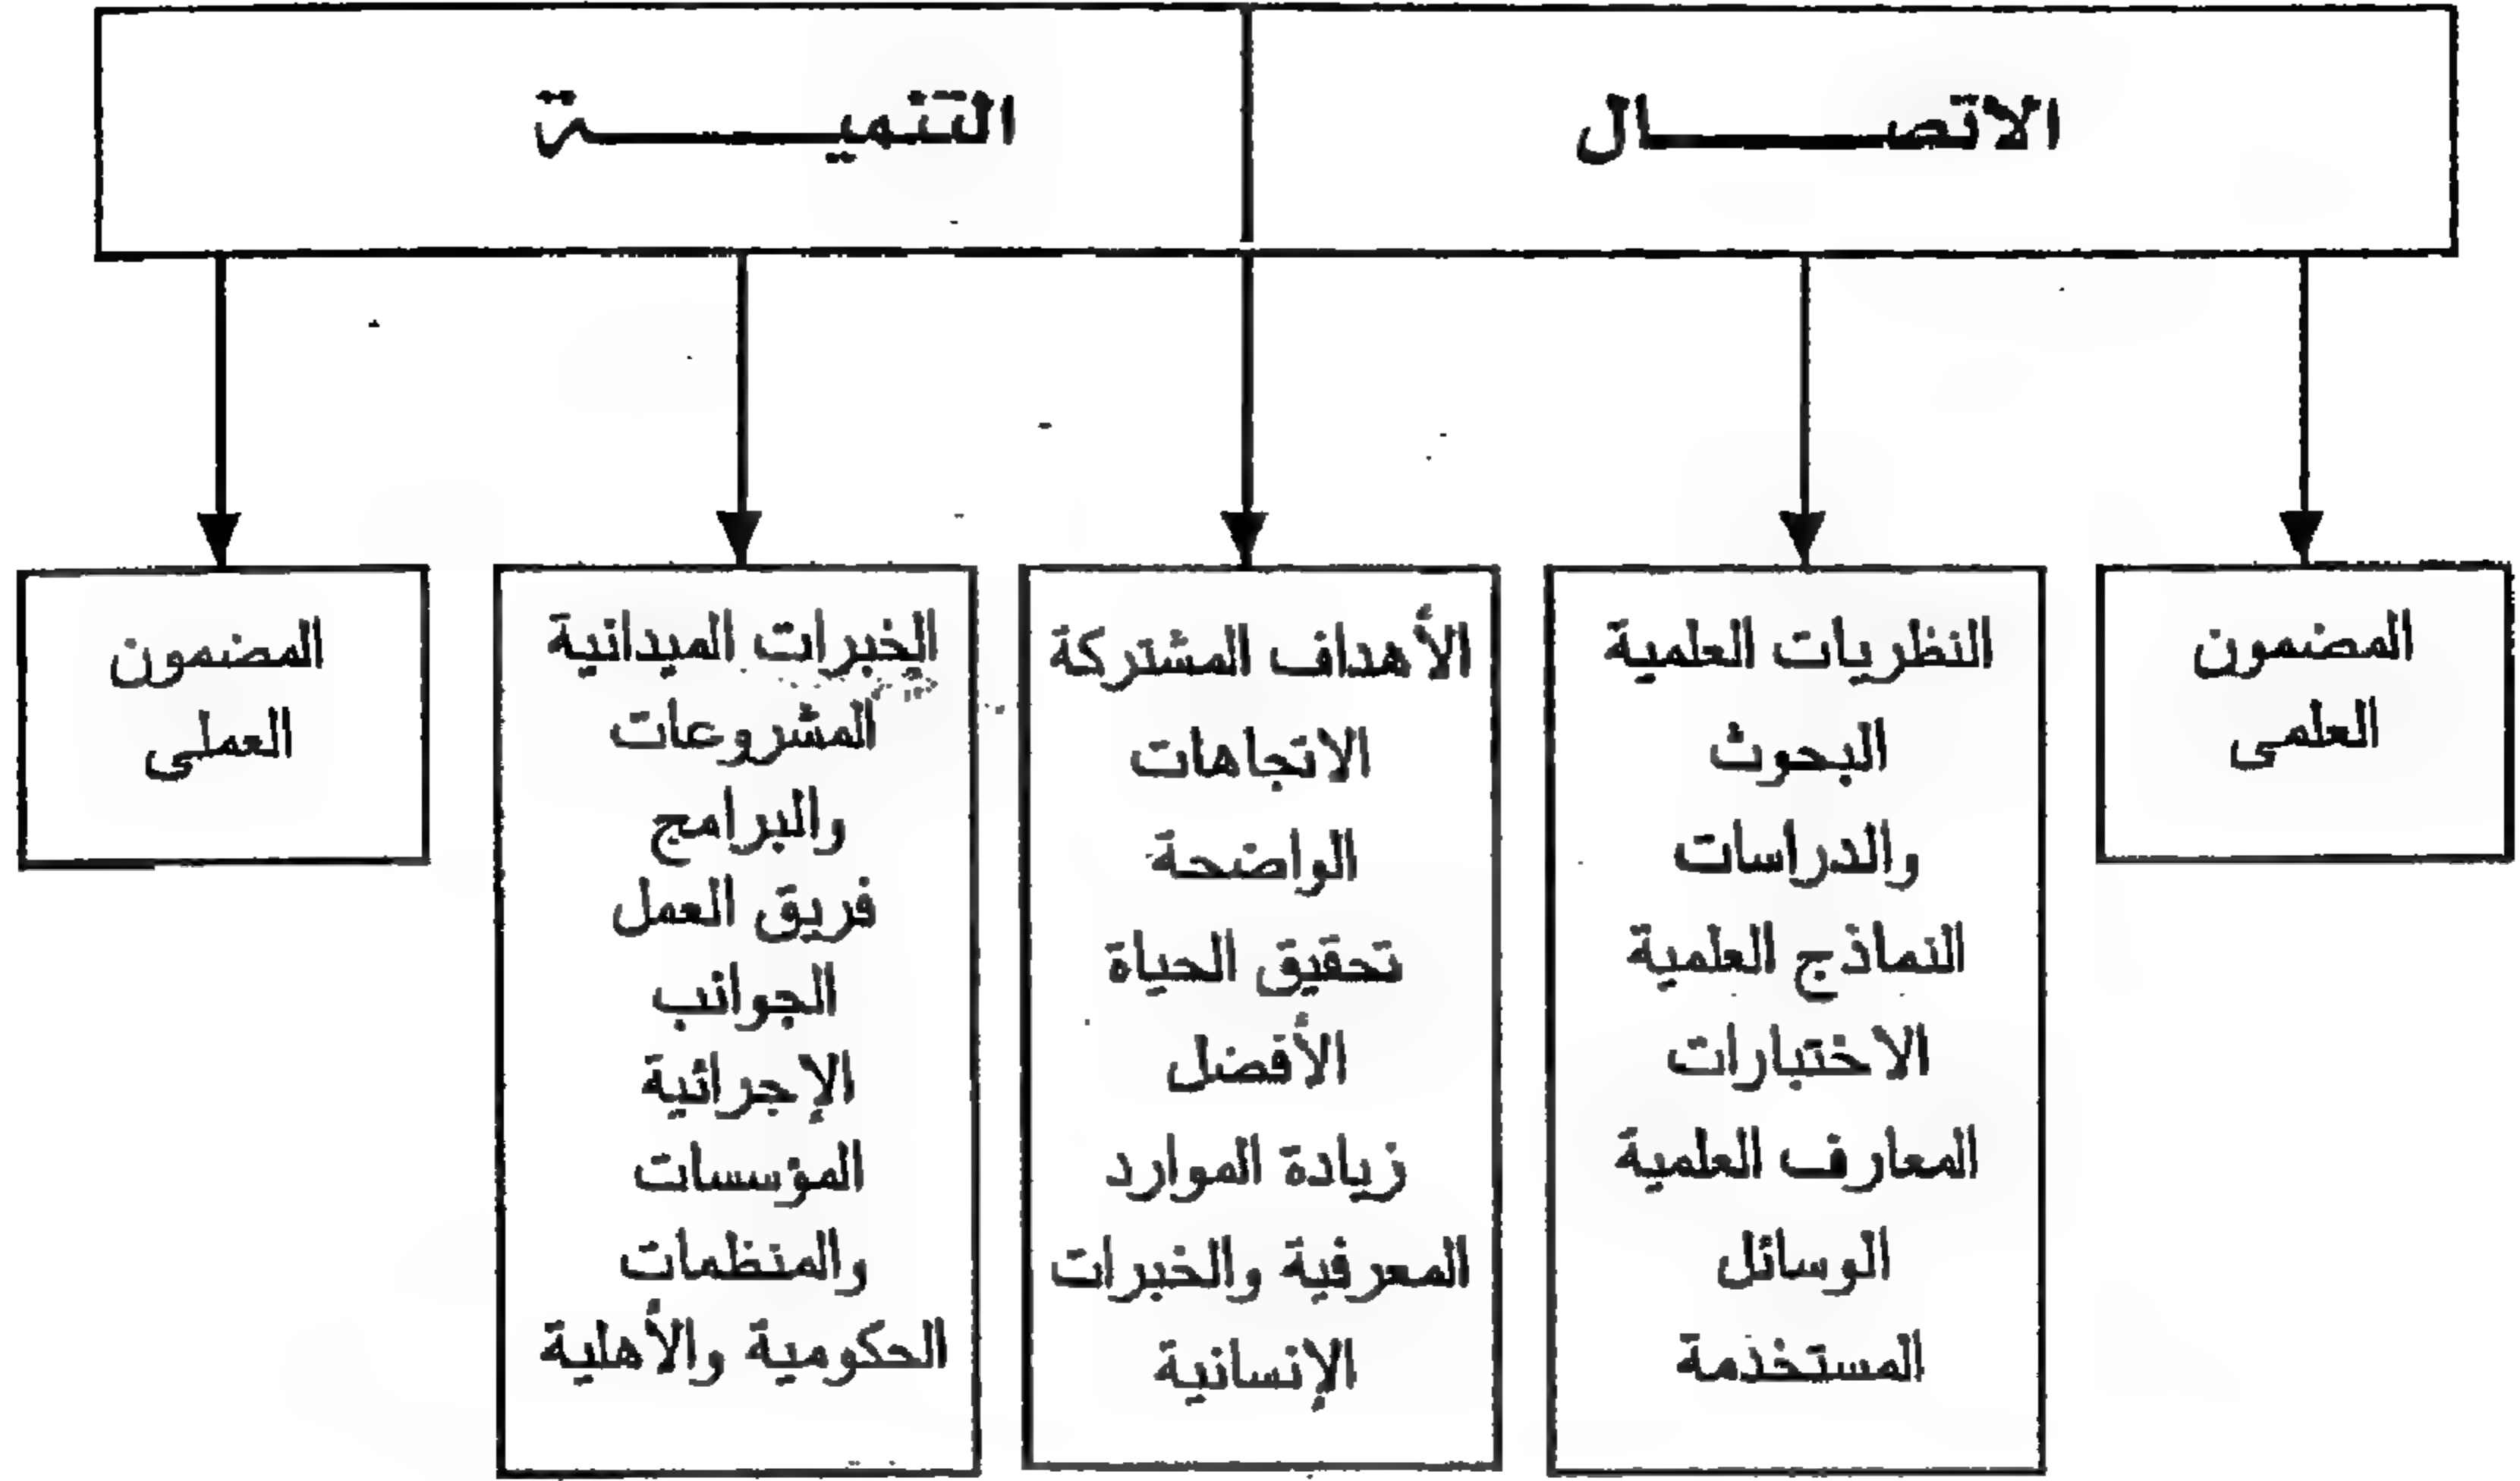 الاتصال
التنمية
المضمون
العلمى
النظريات العلمية
البحوث
والدراسات
النماذج العلمية
الاختبارات
المعارف العلمية
الوسائل
المستخدمة
الأهداف المشتركة
الاتجاهات
الواضحة
تحقيق الحياة
الأفضل
زيادة الموارد
المعرفية والخبرات
الإنسانية
الخبرات الميدانية
المشروعات
والبرامج
فريق العمل
الجوانب
الإجرائية
المؤسسات
والمنظمات
الحكومية والأهلية
المضمون
العملى